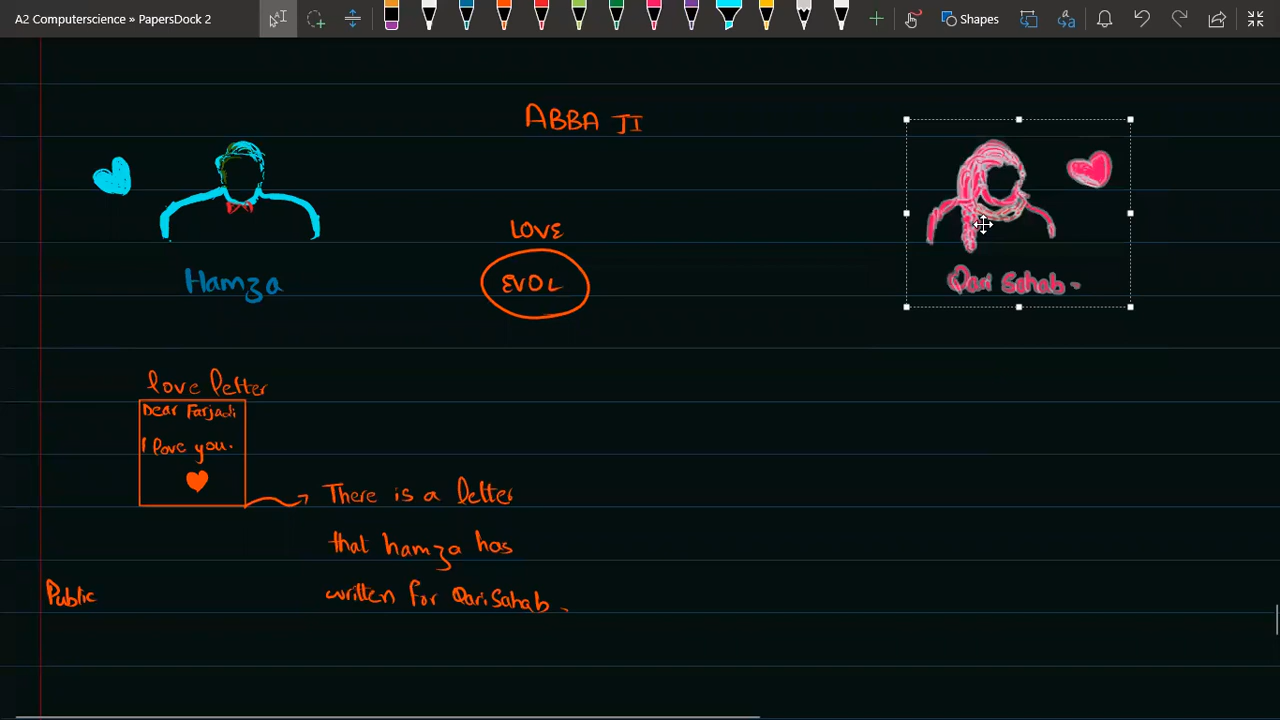 A2 Computerscience » PapersDock 2
Shapes
ABBA JI
LOVE
EVOL
Hamza
Qari Sahab -
love letter
Dear Farjadi
I love you.
There is a letter
that hamza has
written for Qari Sahab -
Public